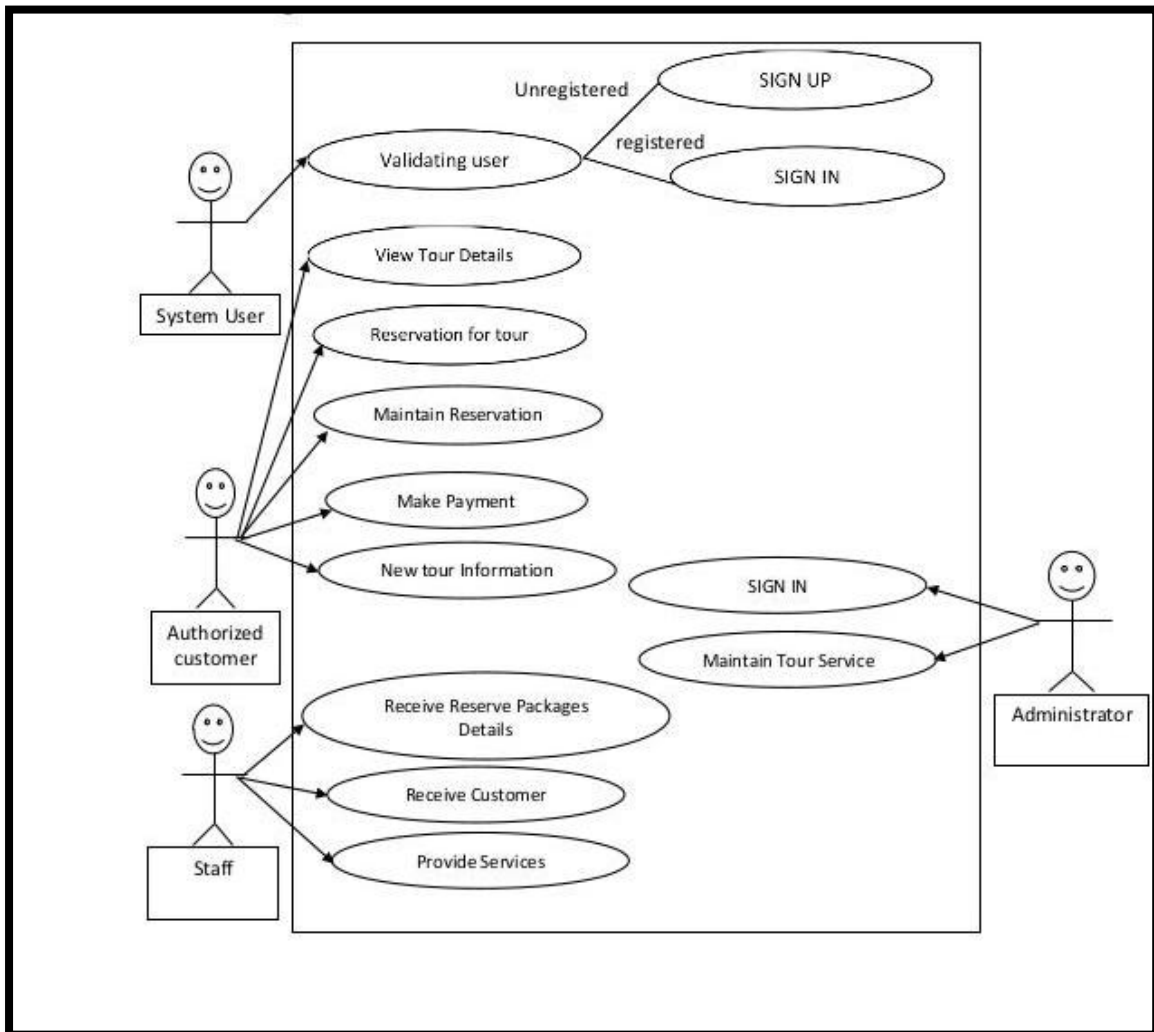 SIGN UP
Unregistered
registered
Validating user
SIGN IN
View Tour Details
System User
Reservation for tour
Maintain Reservation
Make Payment
New tour Information
SIGN IN
Authorized
customer
Maintain Tour Service
Receive Reserve Packages
Details
Administrator
Receive Customer
Provide Services
Staff